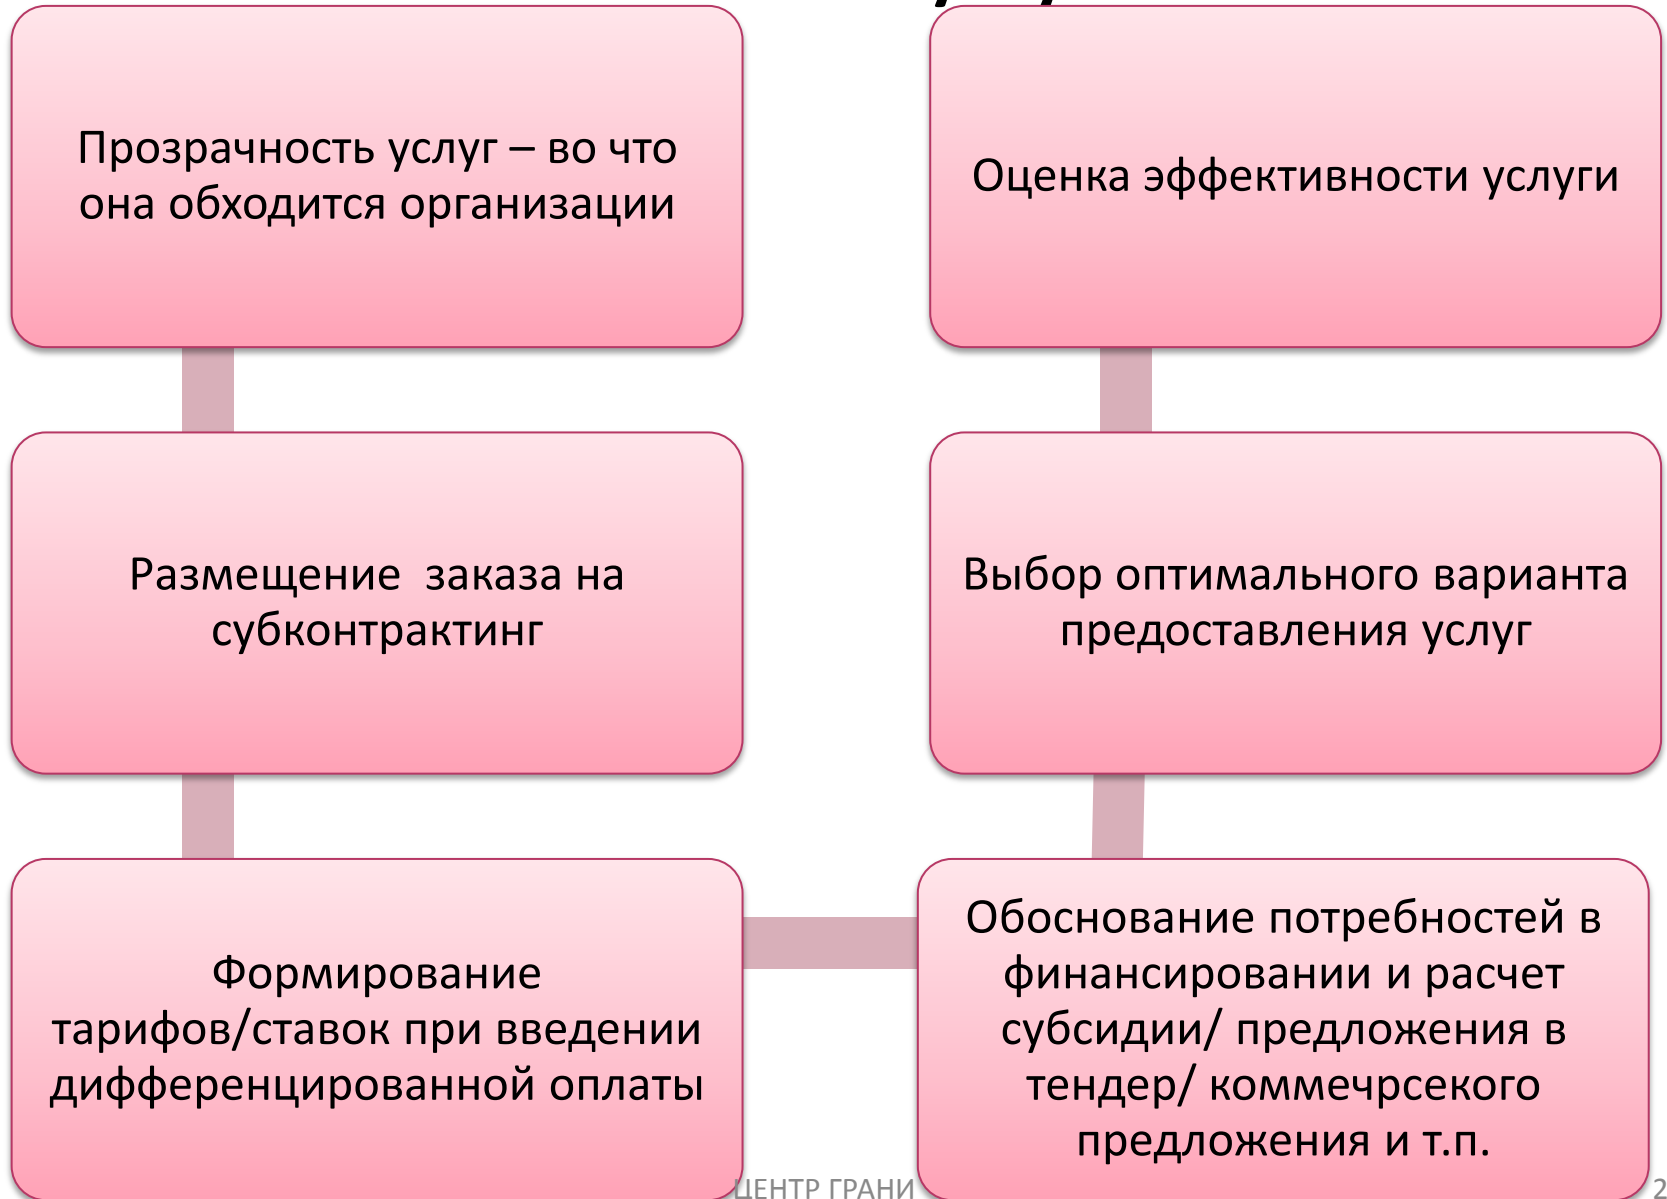 Прозрачность услуг – во что
она обходится организации
Размещение  заказа на
субконтрактинг
Формирование
тарифов/ставок при введении
дифференцированной оплаты
Обоснование потребностей в
финансировании и расчет
субсидии/ предложения в
тендер/ коммечрсекого
предложения и т.п.
Выбор оптимального варианта
предоставления услуг
Оценка эффективности услуги
ЦЕНТР ГРАНИ
2